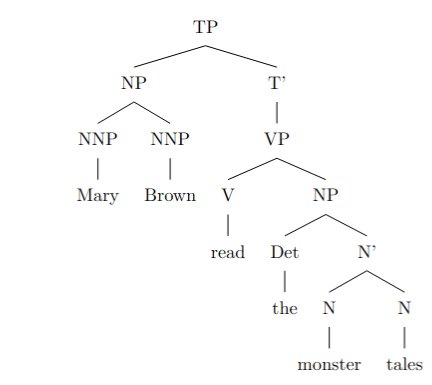 TP
NP T'
NNP NNP VP
Mary Brown V NP
read Det N'
the N N
monster tales